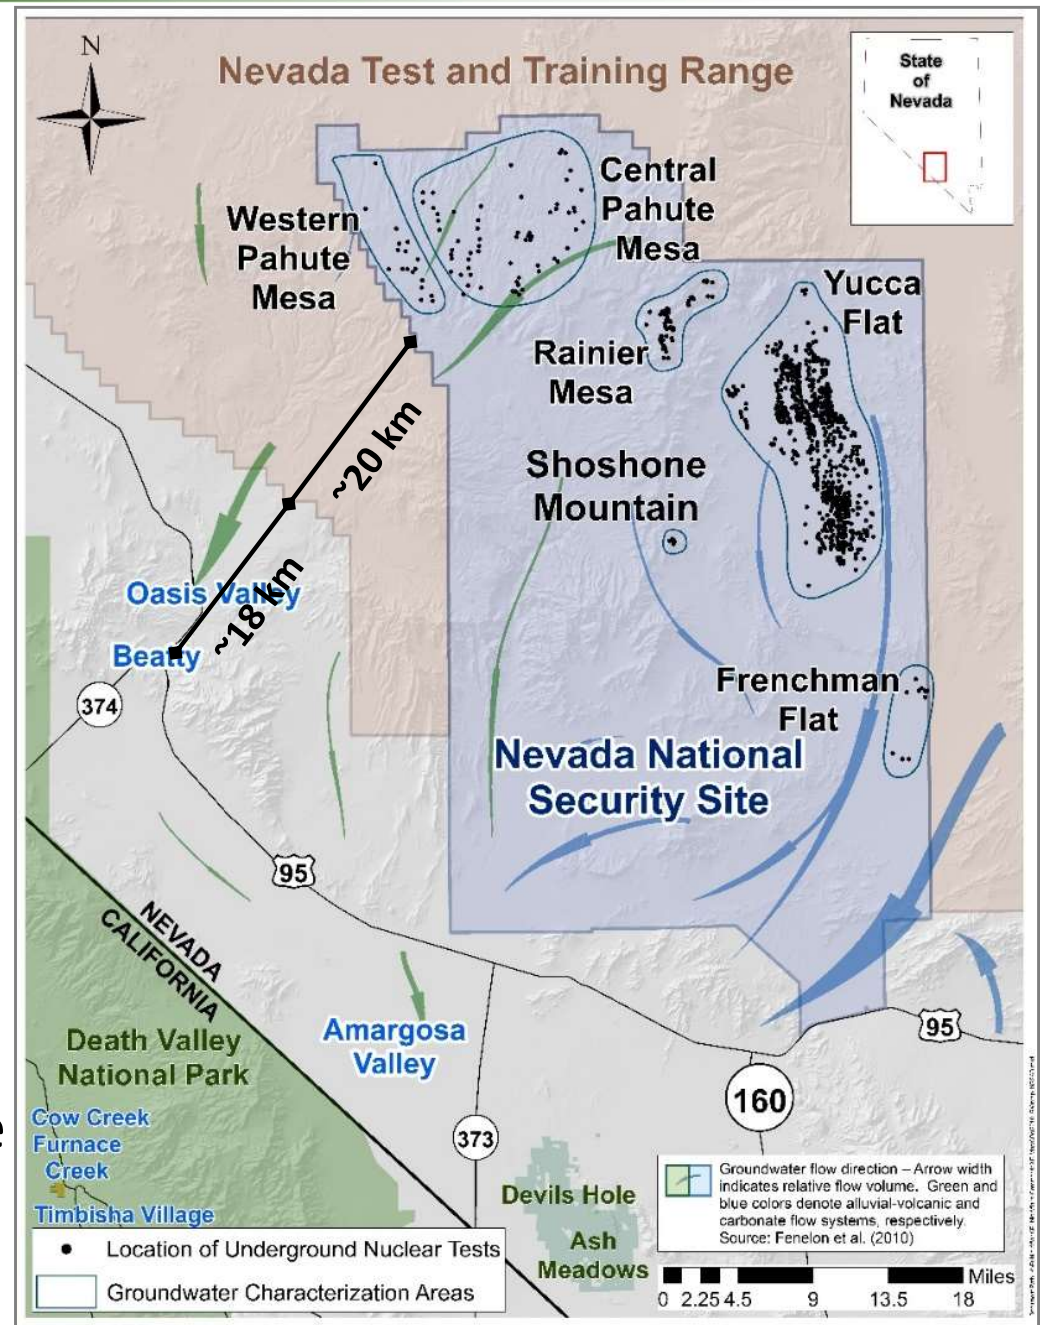 N
Nevada Test and Training Range
State
of
Nevada
Central
Pahute
Mesa
Western
Pahute
Mesa
Yucca
Flat
Rainier
Mesa
~20 km
Shoshone
Mountain
Oasis Valley
~18 km
Beatty
374
Frenchman
Flat
Nevada National
Security Site
95
NEVADA
CALIFORNIA
Amargosa
Valley
95
Death Valley
National Park
160
Cow Creek
Furnace
Creek
373
Timbisha Village
Devils Hole
Ash
Meadows
Groundwater flow direction – Arrow width
indicates relative flow volume. Green and
blue colors denote alluvial-volcanic and
carbonate flow systems, respectively.
Source: Fenelon et al. (2010)
Location of Underground Nuclear Tests
Groundwater Characterization Areas
Miles
0 2.25 4.5 9 13.5 18
e